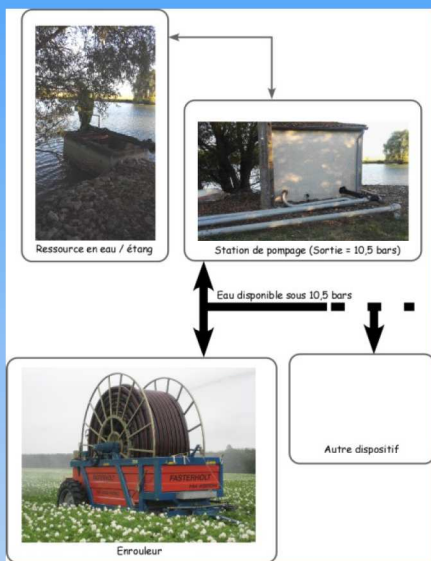 Ressource en eau / étang
Station de pompage (Sortie = 10,5 bars)
Eau disponible sous 10,5 bars
Autre dispositif
FASTERHOLT
Enrouleur